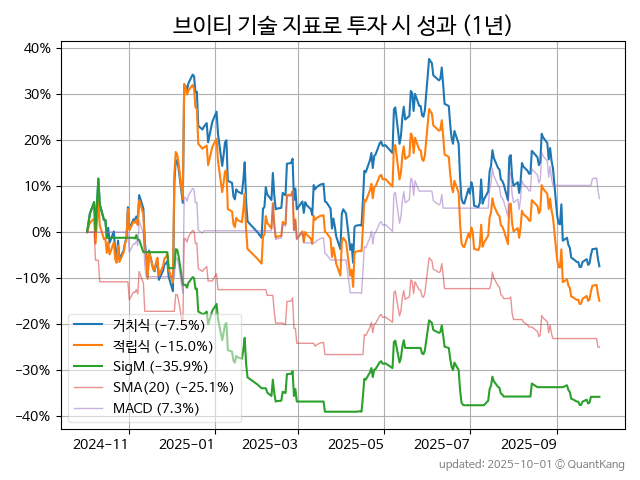 브이티 기술 지표로 투자 시 성과 (1년)
40%
30%
20%
10%
0%
−10%
−20%
−30%
−40%
거치식 (−7.5%)
적립식 (−15.0%)
SigM (−35.9%)
SMA(20) (−25.1%)
MACD (7.3%)
2024-11 2025-01 2025-03 2025-05 2025-07 2025-09
updated: 2025-10-01 © QuantKang